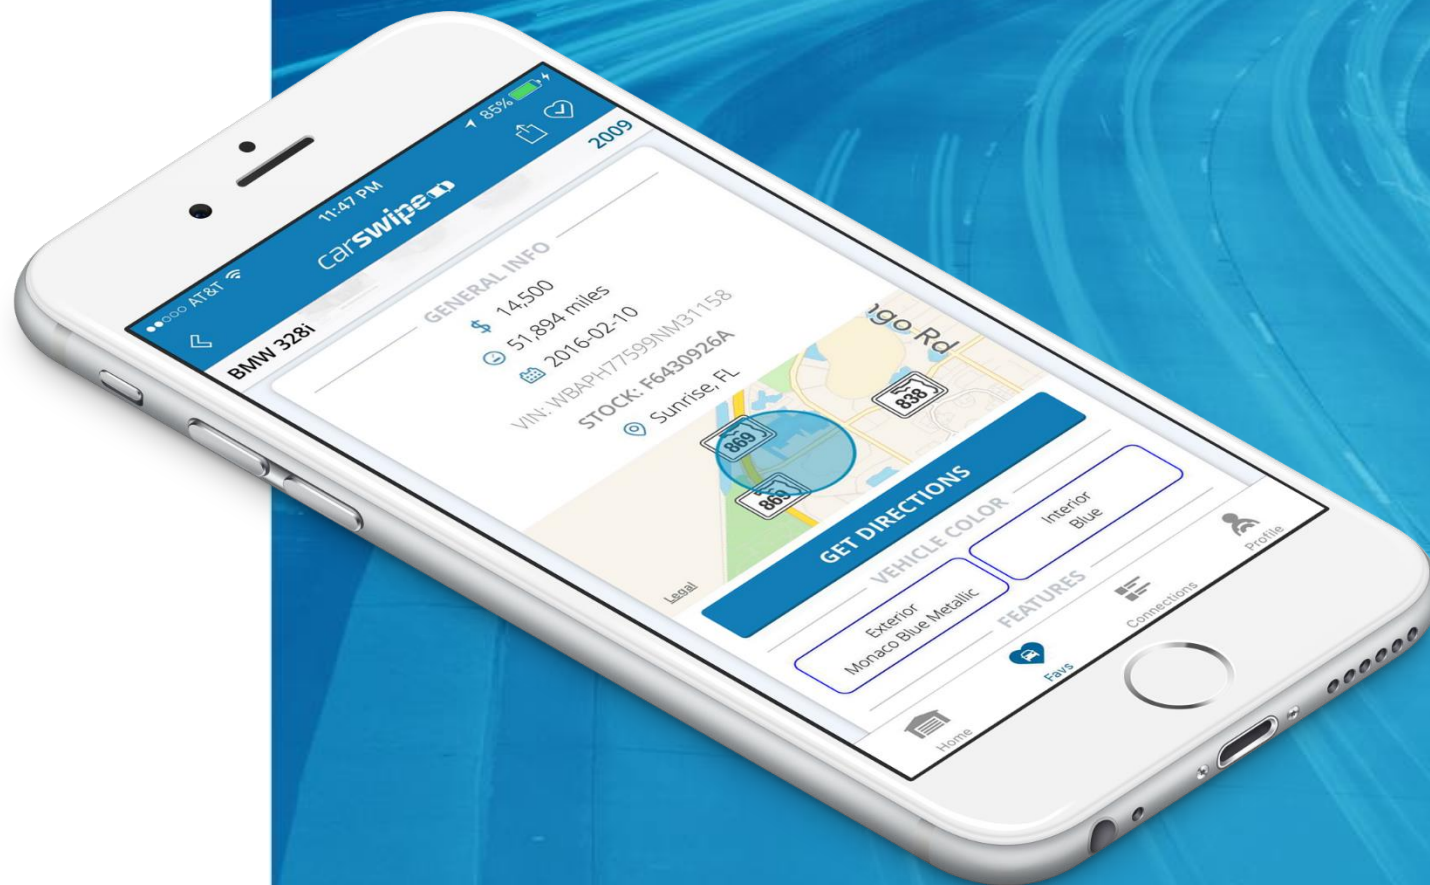 AT&T 11:47 PM 85%
carswipe
BMW 328i 2009
GENERAL INFO
$ 14,500
51,894 miles
2016-02-10
VIN: WBAPH77599NM31158
STOCK: F6430926A
Sunrise, FL
869
869
838
Rd
Legal
GET DIRECTIONS
VEHICLE COLOR
Exterior
Monaco Blue Metallic
Interior
Blue
FEATURES
Home
Favs
Connections
Profile